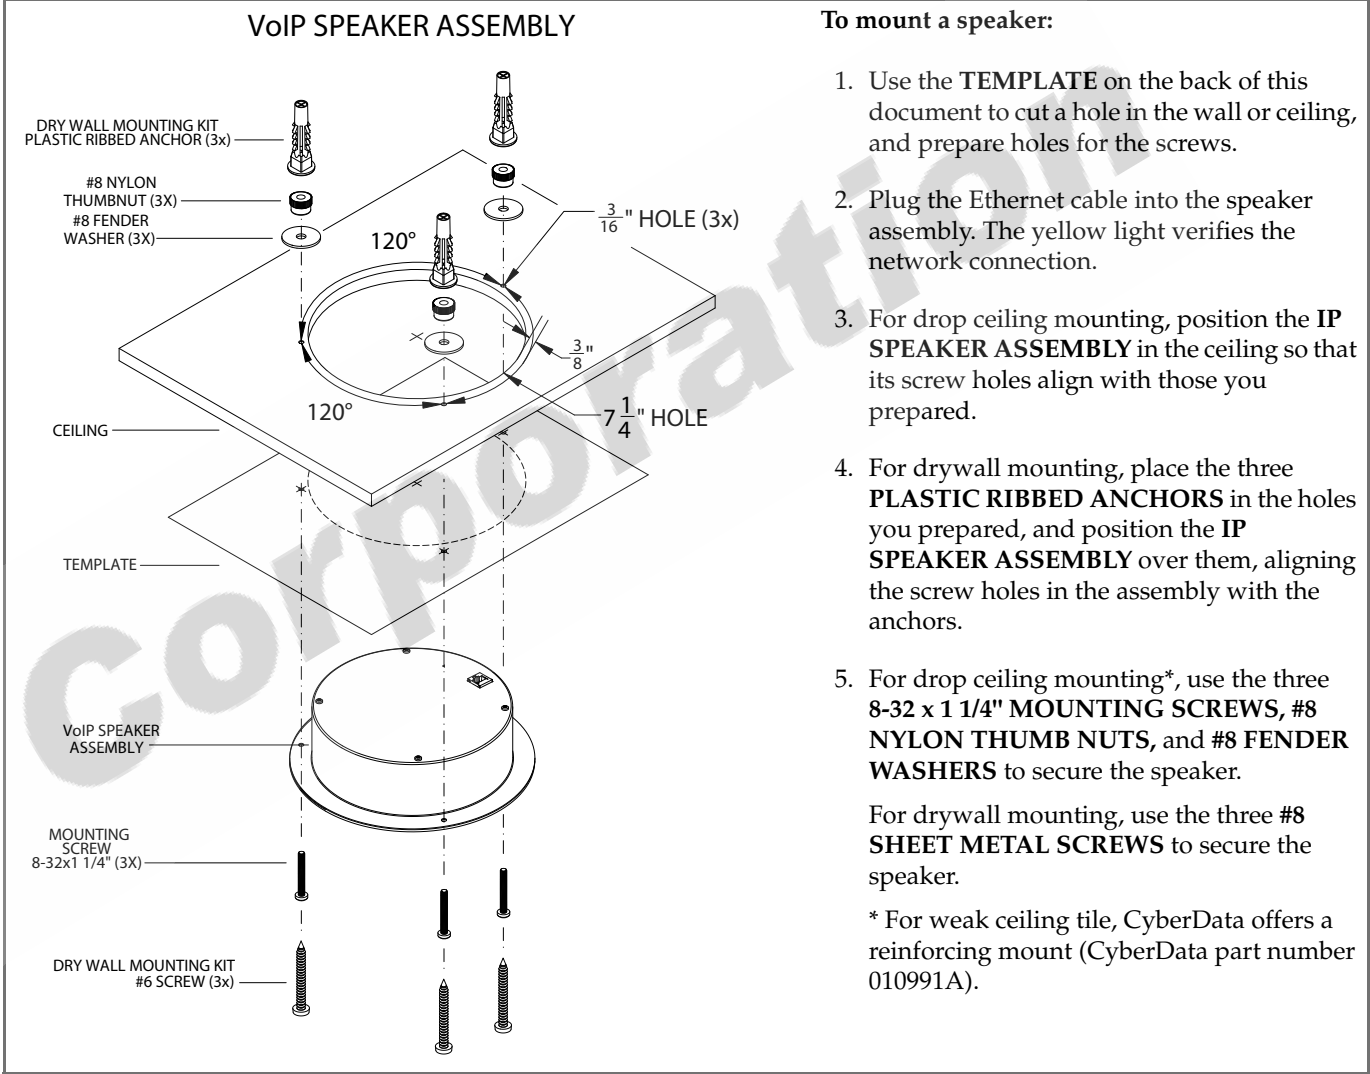 VoIP SPEAKER ASSEMBLY
DRY WALL MOUNTING KIT
PLASTIC RIBBED ANCHOR (3x)
#8 NYLON
THUMBNUT (3X)
#8 FENDER
WASHER (3X)
120°
3/16" HOLE (3x)
3/8"
120°
7 1/4" HOLE
CEILING
TEMPLATE
VoIP SPEAKER
ASSEMBLY
MOUNTING
SCREW
8-32x1 1/4" (3X)
DRY WALL MOUNTING KIT
#6 SCREW (3x)
To mount a speaker:
1. Use the TEMPLATE on the back of this
document to cut a hole in the wall or ceiling,
and prepare holes for the screws.
2. Plug the Ethernet cable into the speaker
assembly. The yellow light verifies the
network connection.
3. For drop ceiling mounting, position the IP
SPEAKER ASSEMBLY in the ceiling so that
its screw holes align with those you
prepared.
4. For drywall mounting, place the three
PLASTIC RIBBED ANCHORS in the holes
you prepared, and position the IP
SPEAKER ASSEMBLY over them, aligning
the screw holes in the assembly with the
anchors.
5. For drop ceiling mounting*, use the three
8-32 x 1 1/4" MOUNTING SCREWS, #8
NYLON THUMB NUTS, and #8 FENDER
WASHERS to secure the speaker.
For drywall mounting, use the three #8
SHEET METAL SCREWS to secure the
speaker.
* For weak ceiling tile, CyberData offers a
reinforcing mount (CyberData part number
010991A).
Corporation